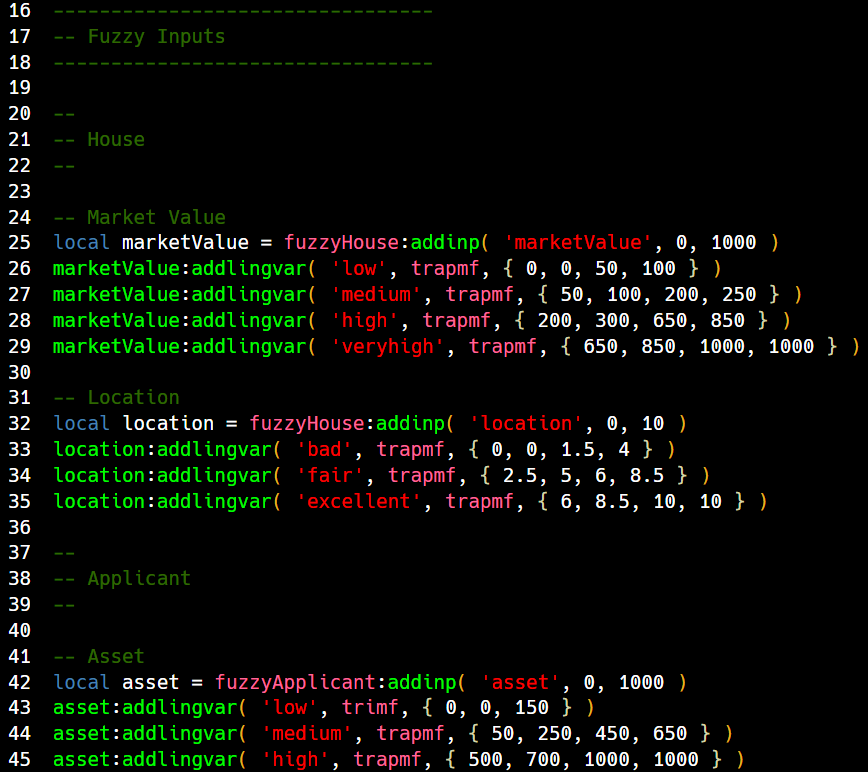 16 ---------------------------------
17 -- Fuzzy Inputs
18 ---------------------------------
19
20 --
21 -- House
22 --
23
24 -- Market Value
25 local marketValue = fuzzyHouse:addinp( 'marketValue', 0, 1000 )
26 marketValue:addlingvar( 'low', trapmf, { 0, 0, 50, 100 } )
27 marketValue:addlingvar( 'medium', trapmf, { 50, 100, 200, 250 } )
28 marketValue:addlingvar( 'high', trapmf, { 200, 300, 650, 850 } )
29 marketValue:addlingvar( 'veryhigh', trapmf, { 650, 850, 1000, 1000 } )
30
31 -- Location
32 local location = fuzzyHouse:addinp( 'location', 0, 10 )
33 location:addlingvar( 'bad', trapmf, { 0, 0, 1.5, 4 } )
34 location:addlingvar( 'fair', trapmf, { 2.5, 5, 6, 8.5 } )
35 location:addlingvar( 'excellent', trapmf, { 6, 8.5, 10, 10 } )
36
37 --
38 -- Applicant
39 --
40
41 -- Asset
42 local asset = fuzzyApplicant:addinp( 'asset', 0, 1000 )
43 asset:addlingvar( 'low', trimf, { 0, 0, 150 } )
44 asset:addlingvar( 'medium', trapmf, { 50, 250, 450, 650 } )
45 asset:addlingvar( 'high', trapmf, { 500, 700, 1000, 1000 } )